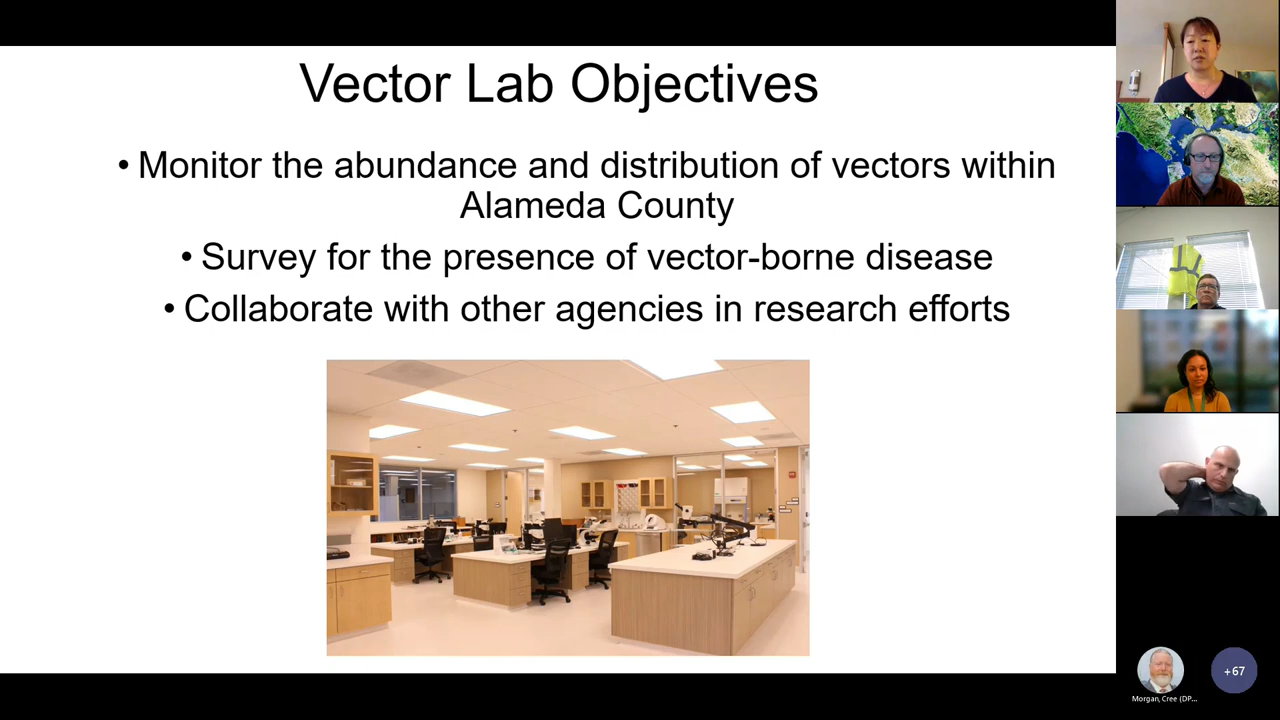 Vector Lab Objectives
• Monitor the abundance and distribution of vectors within
Alameda County
• Survey for the presence of vector-borne disease
• Collaborate with other agencies in research efforts
Morgan, Cree (DP...
+67